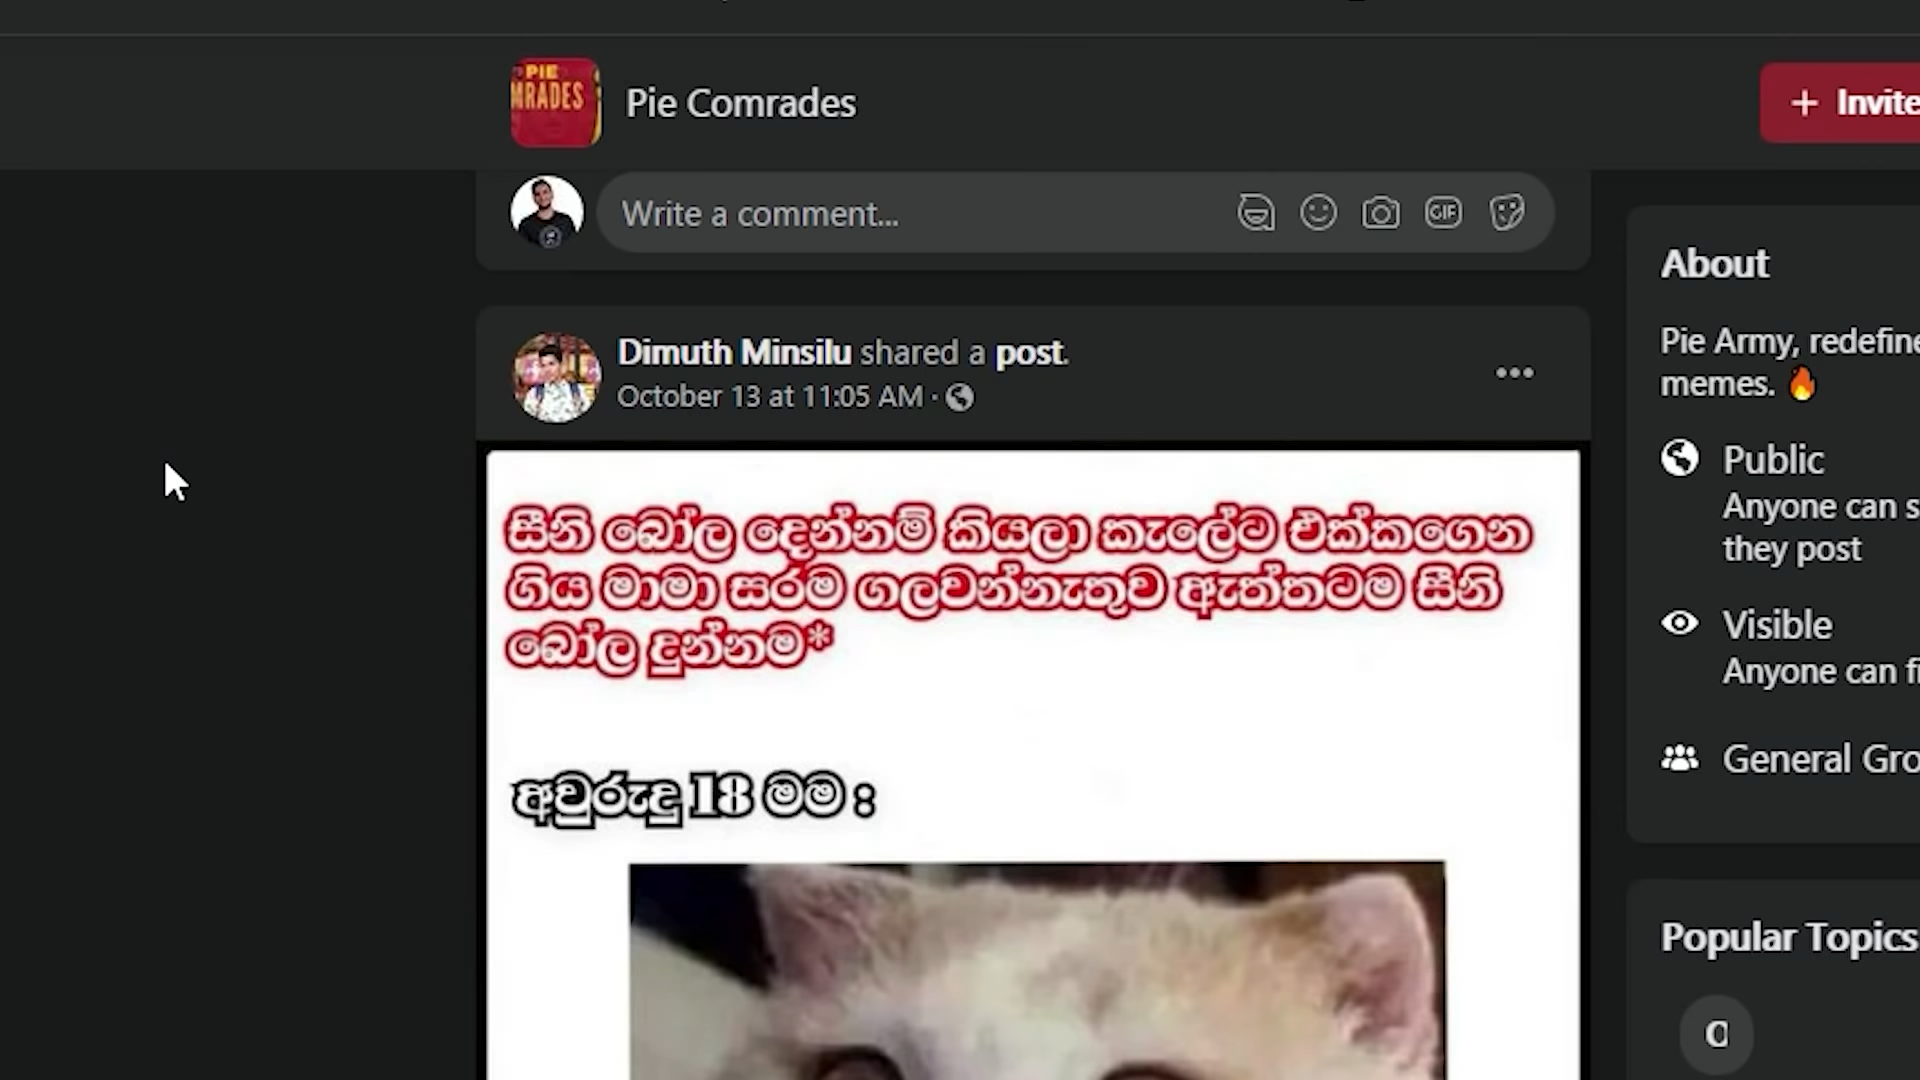 PIE
MRADES
Pie Comrades
+ Invite
Write a comment...
GIF
About
Dimuth Minsilu shared a post.
October 13 at 11:05 AM ·
Pie Army, redefine
memes. 🔥
Public
Anyone can s
they post
Visible
Anyone can fi
General Gro
Popular Topics
සීනි බෝල දෙන්නම් කියලා කැලේට එක්කගෙන
ගිය මාමා සරම ගලවන්නැතුව ඇත්තටම සීනි
බෝල දුන්නම*
අවුරුදු 18 මම :